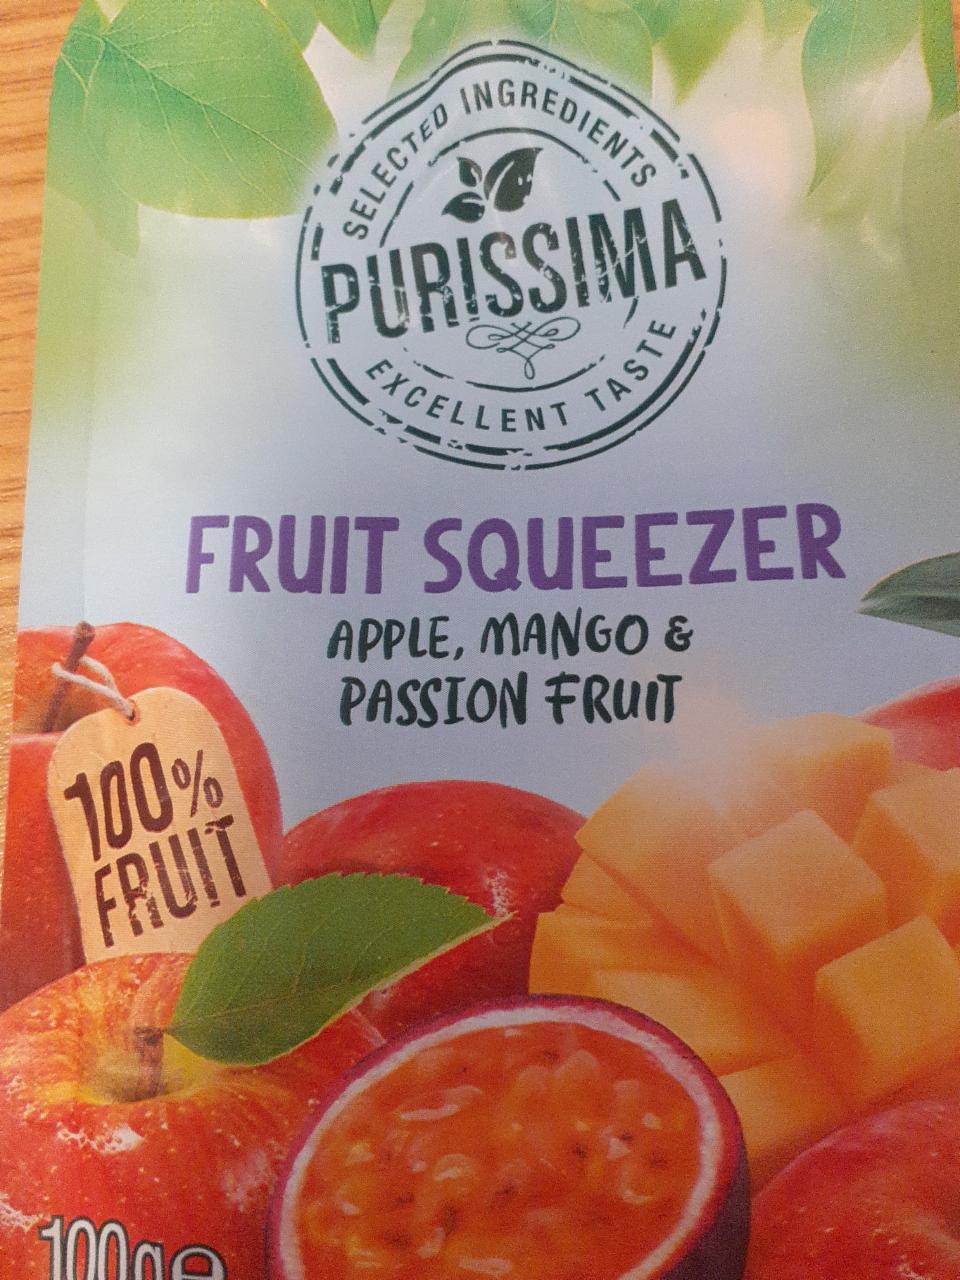 SELECTED INGREDIENTS
PURISSIMA
EXCELLENT TASTE
FRUIT SQUEEZER
APPLE, MANGO &
PASSION FRUIT
100%
FRUIT
100g℮